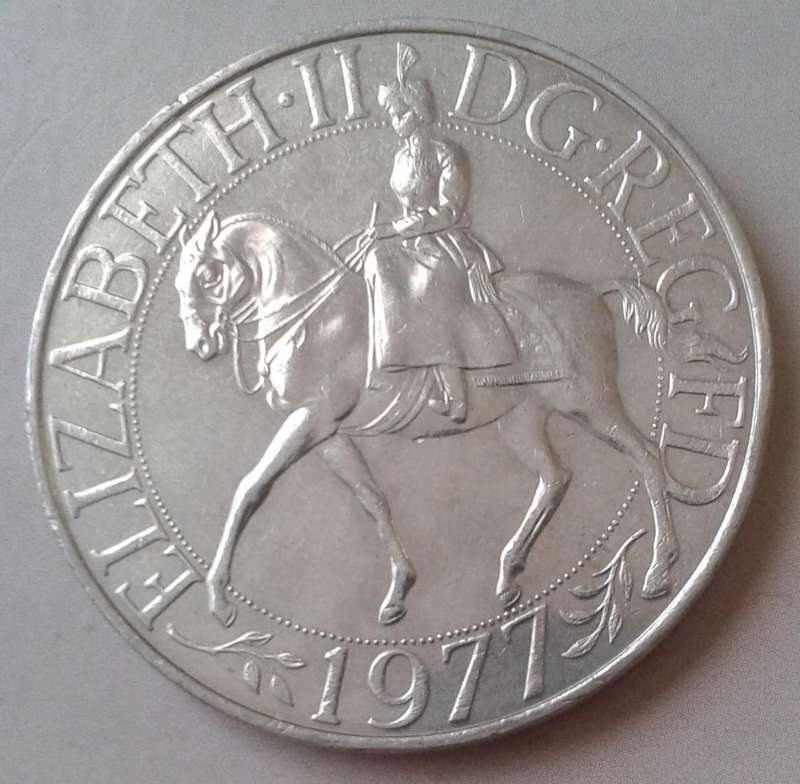 ELIZABETH·II DG·REG FD
1977